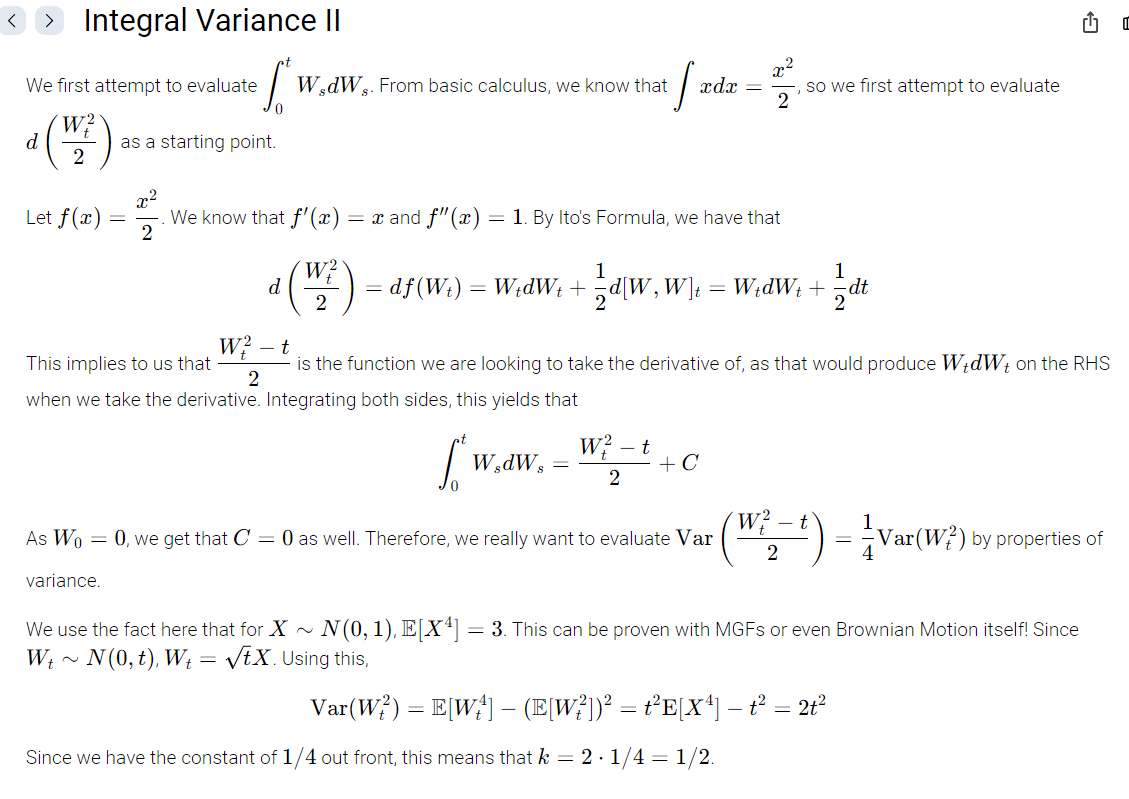 Integral Variance II
We first attempt to evaluate $\int_0^t W_s dW_s$. From basic calculus, we know that $\int x dx = \frac{x^2}{2}$, so we first attempt to evaluate
$d\left(\frac{W_t^2}{2}\right)$ as a starting point.
Let $f(x) = \frac{x^2}{2}$. We know that $f'(x) = x$ and $f''(x) = 1$. By Ito's Formula, we have that
$d\left(\frac{W_t^2}{2}\right) = df(W_t) = W_t dW_t + \frac{1}{2} d[W, W]_t = W_t dW_t + \frac{1}{2} dt$
This implies to us that $\frac{W_t^2 - t}{2}$ is the function we are looking to take the derivative of, as that would produce $W_t dW_t$ on the RHS
when we take the derivative. Integrating both sides, this yields that
$\int_0^t W_s dW_s = \frac{W_t^2 - t}{2} + C$
As $W_0 = 0$, we get that $C = 0$ as well. Therefore, we really want to evaluate $\text{Var}\left(\frac{W_t^2 - t}{2}\right) = \frac{1}{4}\text{Var}(W_t^2)$ by properties of
variance.
We use the fact here that for $X \sim N(0, 1)$, $\mathbb{E}[X^4] = 3$. This can be proven with MGFs or even Brownian Motion itself! Since
$W_t \sim N(0, t)$, $W_t = \sqrt{t}X$. Using this,
$\text{Var}(W_t^2) = \mathbb{E}[W_t^4] - (\mathbb{E}[W_t^2])^2 = t^2\mathbb{E}[X^4] - t^2 = 2t^2$
Since we have the constant of $1/4$ out front, this means that $k = 2 \cdot 1/4 = 1/2$.